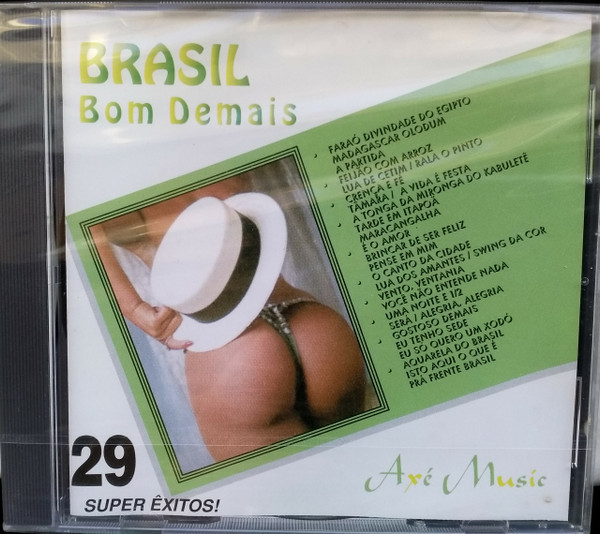 BRASIL
Bom Demais
• FARAÓ DIVINDADE DO EGIPTO
MADAGASCAR OLODUM
• A PARTIDA
• FEIJÃO COM ARROZ
• LUA DE CETIM / RALA O PINTO
• CRENÇA E FÉ
TÂMARA / A VIDA É FESTA
• A TONGA DA MIRONGA DO KABULETÊ
TARDE EM ITAPOÃ
MARACANGALHA
• É O AMOR
• BRINCAR DE SER FELIZ
PENSE EM MIM
• O CANTO DA CIDADE
LUA DOS AMANTES / SWING DA COR
• VENTO, VENTANIA
• VOCÊ NÃO ENTENDE NADA
UMA NOITE E 1/2
• SERÁ / ALEGRIA, ALEGRIA
• GOSTOSO DEMAIS
EU TENHO SEDE
EU SÓ QUERO UM XODÓ
• AQUARELA DO BRASIL
ISTO AQUI O QUE É
PRÁ FRENTE BRASIL
29
SUPER ÊXITOS!
Axé Music